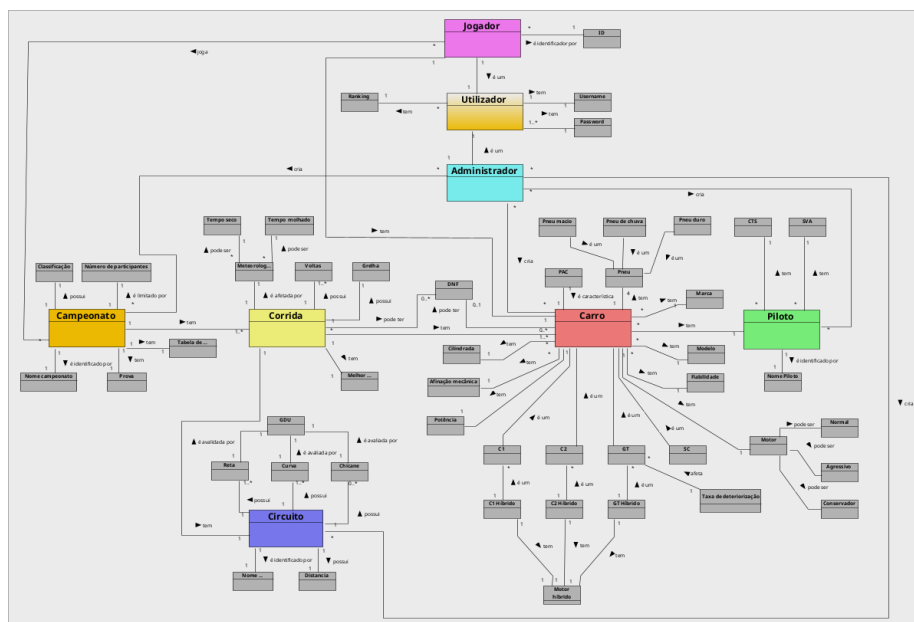 Jogador
ID
é identificador por
joga
é um
Ranking
tem
Utilizador
tem
Username
tem
Password
é um
Administrador
cria
cria
tem
Tempo seco
Tempo molhado
pode ser
pode ser
Pneu macio
Pneu de chuva
Pneu duro
é um
é um
é um
CTS
SVA
tem
tem
cria
Classificação
Número de participantes
Meteorolog...
Voltas
Grelha
DNF
PAC
Pneu
Marca
possui
é limitado por
é afetada por
possui
possui
pode ter
pode ter
é característica
tem
tem
Campeonato
Corrida
Carro
Piloto
tem
tem
tem
Tabela de ...
tem
é identificado por
tem
tem
Cilindrada
tem
Modelo
é identificado por
Nome campeonato
Prova
Melhor ...
Afinação mecânica
tem
tem
Fiabilidade
Nome Piloto
Potência
tem
é um
é um
é um
é um
tem
cria
GDU
é avalidada por
é avaliada por
é avaliada por
Reta
Curva
Chicane
possui
possui
possui
C1
C2
GT
SC
Motor
Normal
pode ser
pode ser
Agressivo
pode ser
Conservador
é um
é um
é um
afeta
Taxa de deteriorização
C1 Híbrido
C2 Híbrido
GT Híbrido
Circuito
tem
é identificado por
possui
tem
tem
tem
Nome ...
Distancia
Motor
híbrido